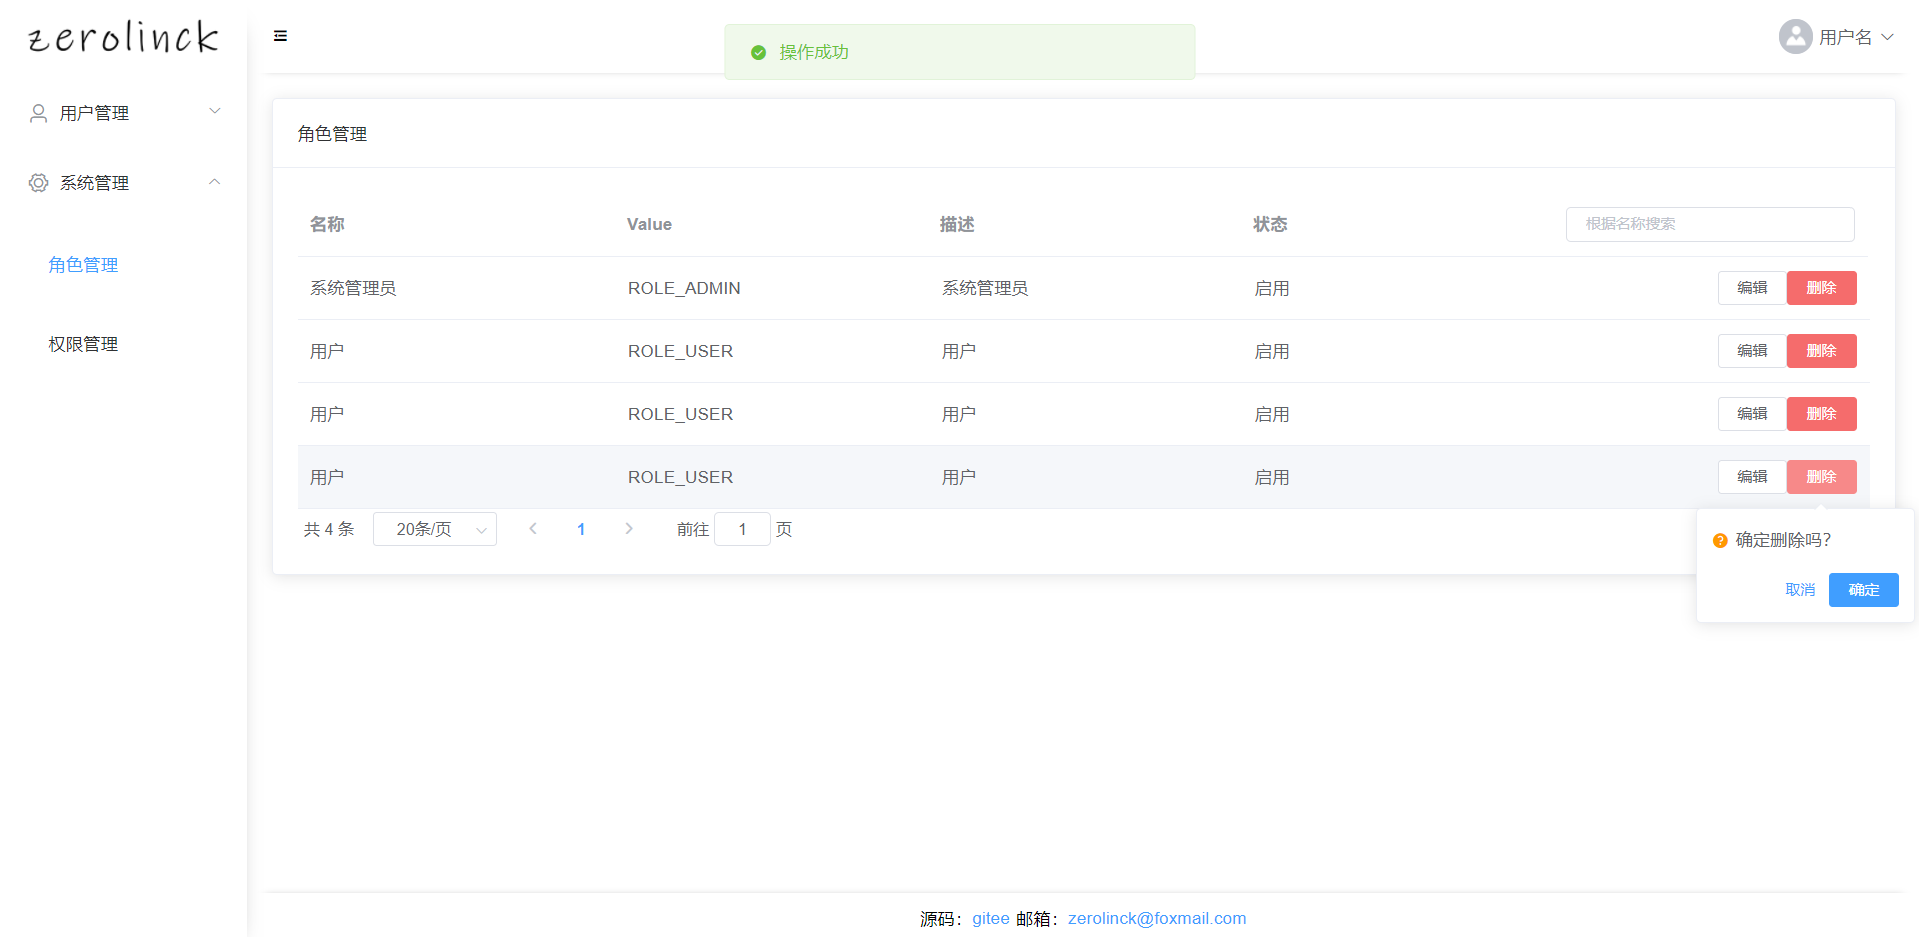 zerolinck
操作成功
用户名
用户管理
系统管理
角色管理
权限管理
角色管理
名称 Value 描述 状态 根据名称搜索
系统管理员 ROLE_ADMIN 系统管理员 启用 编辑 删除
用户 ROLE_USER 用户 启用 编辑 删除
用户 ROLE_USER 用户 启用 编辑 删除
用户 ROLE_USER 用户 启用 编辑 删除
共 4 条 20条/页 1 前往 1 页
确定删除吗?
取消 确定
源码：gitee 邮箱：zerolinck@foxmail.com